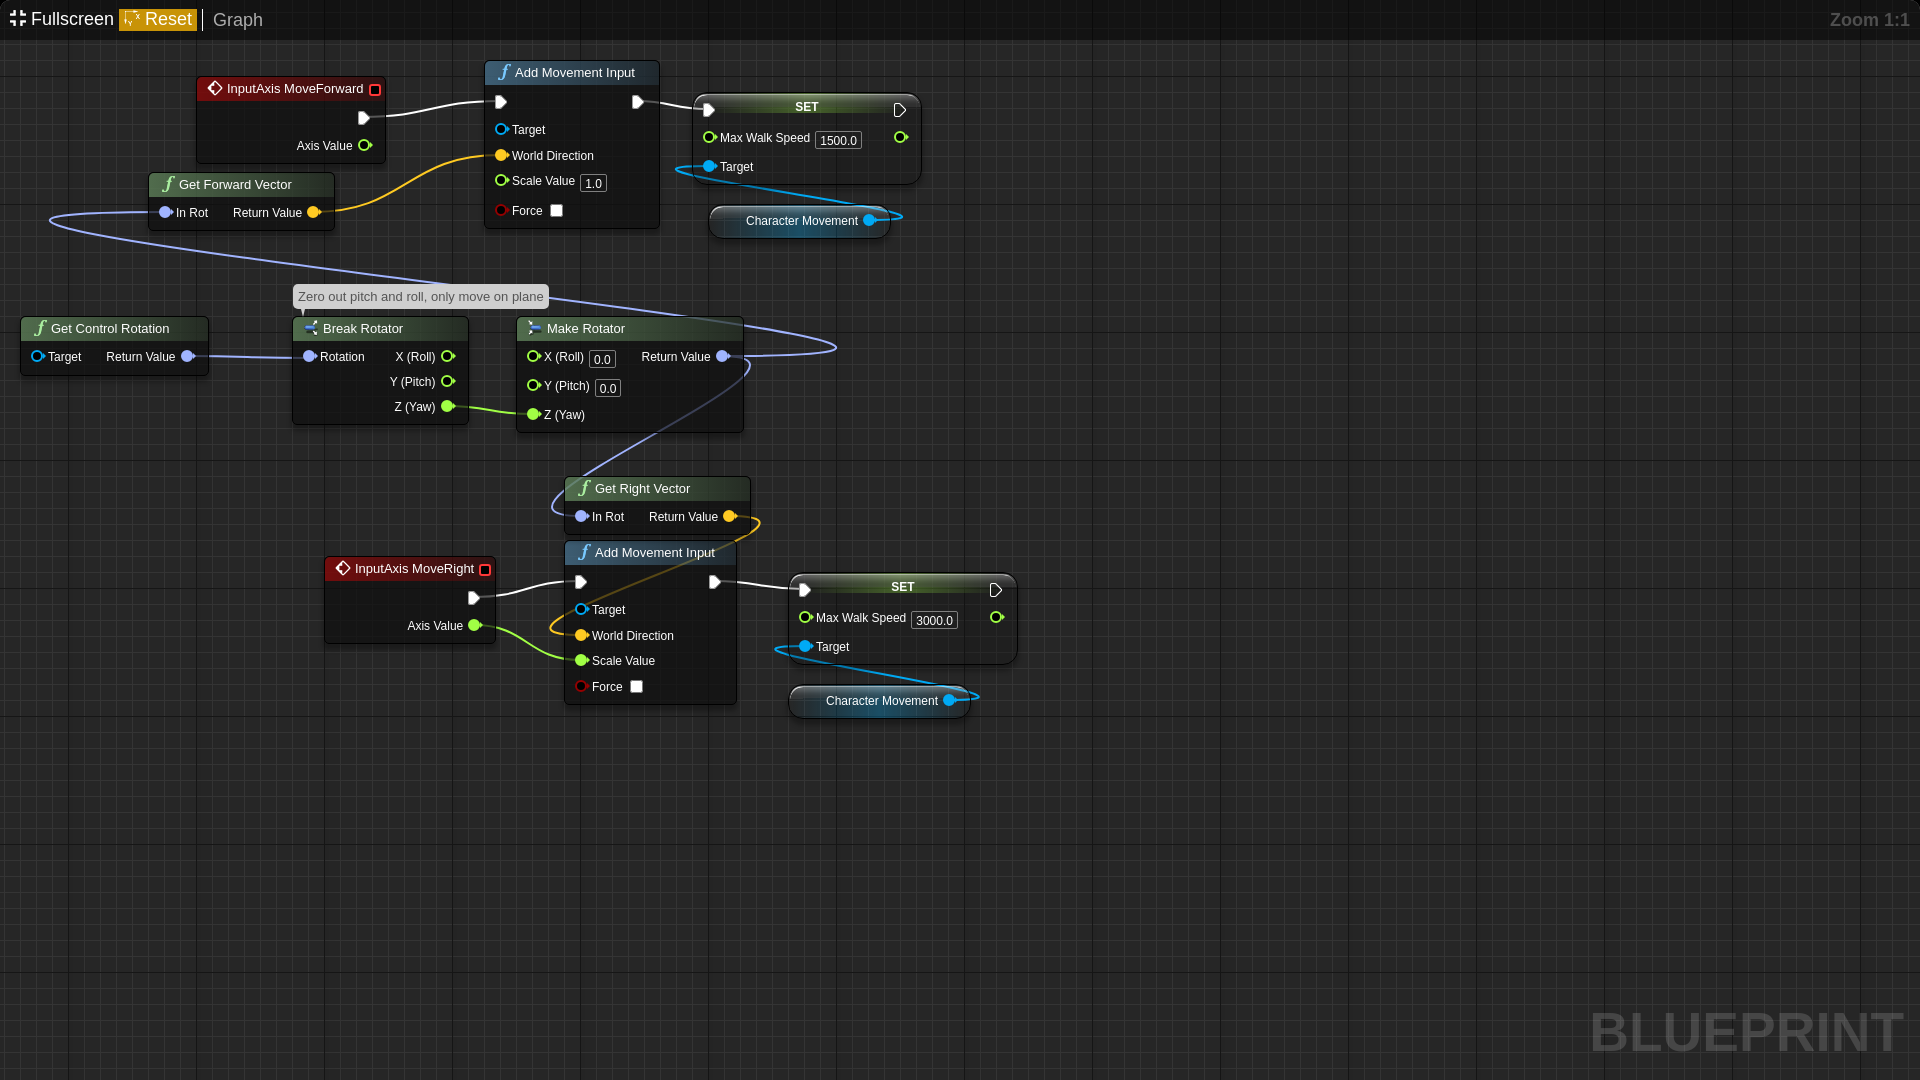 Fullscreen Reset Graph Zoom 1:1
InputAxis MoveForward
Axis Value
Add Movement Input
Target
World Direction
Scale Value 1.0
Force
SET
Max Walk Speed 1500.0
Target
Character Movement
Get Forward Vector
In Rot Return Value
Zero out pitch and roll, only move on plane
Get Control Rotation
Target Return Value
Break Rotator
Rotation X (Roll)
Y (Pitch)
Z (Yaw)
Make Rotator
X (Roll) 0.0 Return Value
Y (Pitch) 0.0
Z (Yaw)
Get Right Vector
In Rot Return Value
InputAxis MoveRight
Axis Value
Add Movement Input
Target
World Direction
Scale Value
Force
SET
Max Walk Speed 3000.0
Target
Character Movement
BLUEPRINT